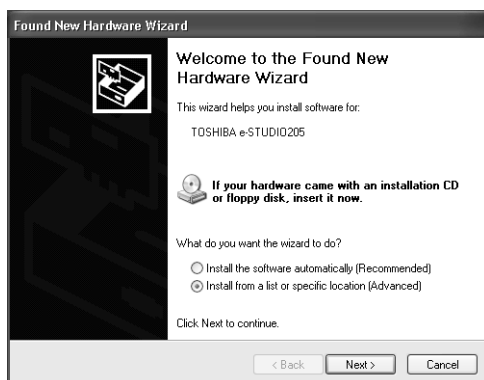 Found New Hardware Wizard
Welcome to the Found New
Hardware Wizard
This wizard helps you install software for:
TOSHIBA e-STUDIO205
If your hardware came with an installation CD
or floppy disk, insert it now.
What do you want the wizard to do?
Install the software automatically (Recommended)
Install from a list or specific location (Advanced)
Click Next to continue.
< Back Next > Cancel